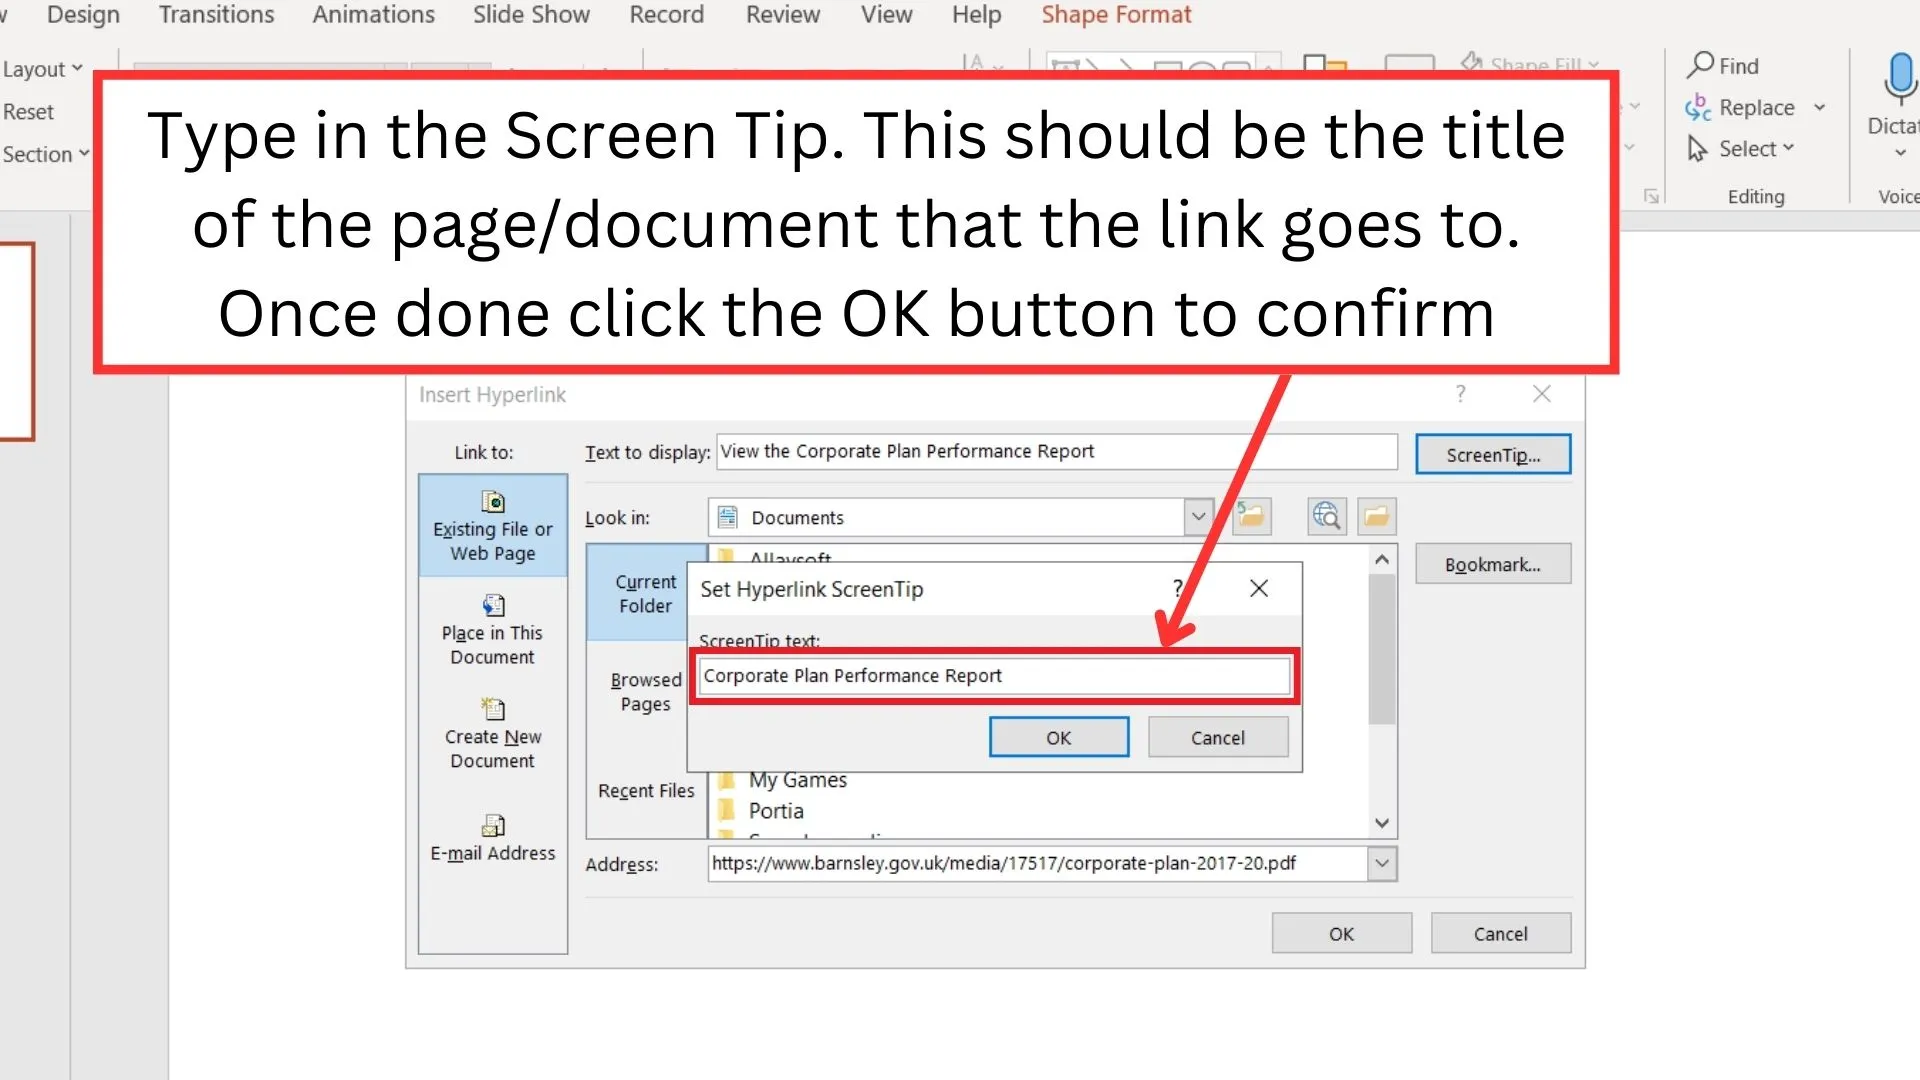 Design Transitions Animations Slide Show Record Review View Help Shape Format
Layout
Reset
Section
Shape Fill
Find
Replace
Select
Editing
Type in the Screen Tip. This should be the title
of the page/document that the link goes to.
Once done click the OK button to confirm
Insert Hyperlink ?
Link to:
Text to display: View the Corporate Plan Performance Report
ScreenTip...
Existing File or
Web Page
Place in This
Document
Create New
Document
E-mail Address
Look in: Documents
Current
Folder
Browsed
Pages
Recent Files
Allavsoft
Bookmark...
Set Hyperlink ScreenTip ?
ScreenTip text:
Corporate Plan Performance Report
OK Cancel
My Games
Portia
Address: https://www.barnsley.gov.uk/media/17517/corporate-plan-2017-20.pdf
OK Cancel